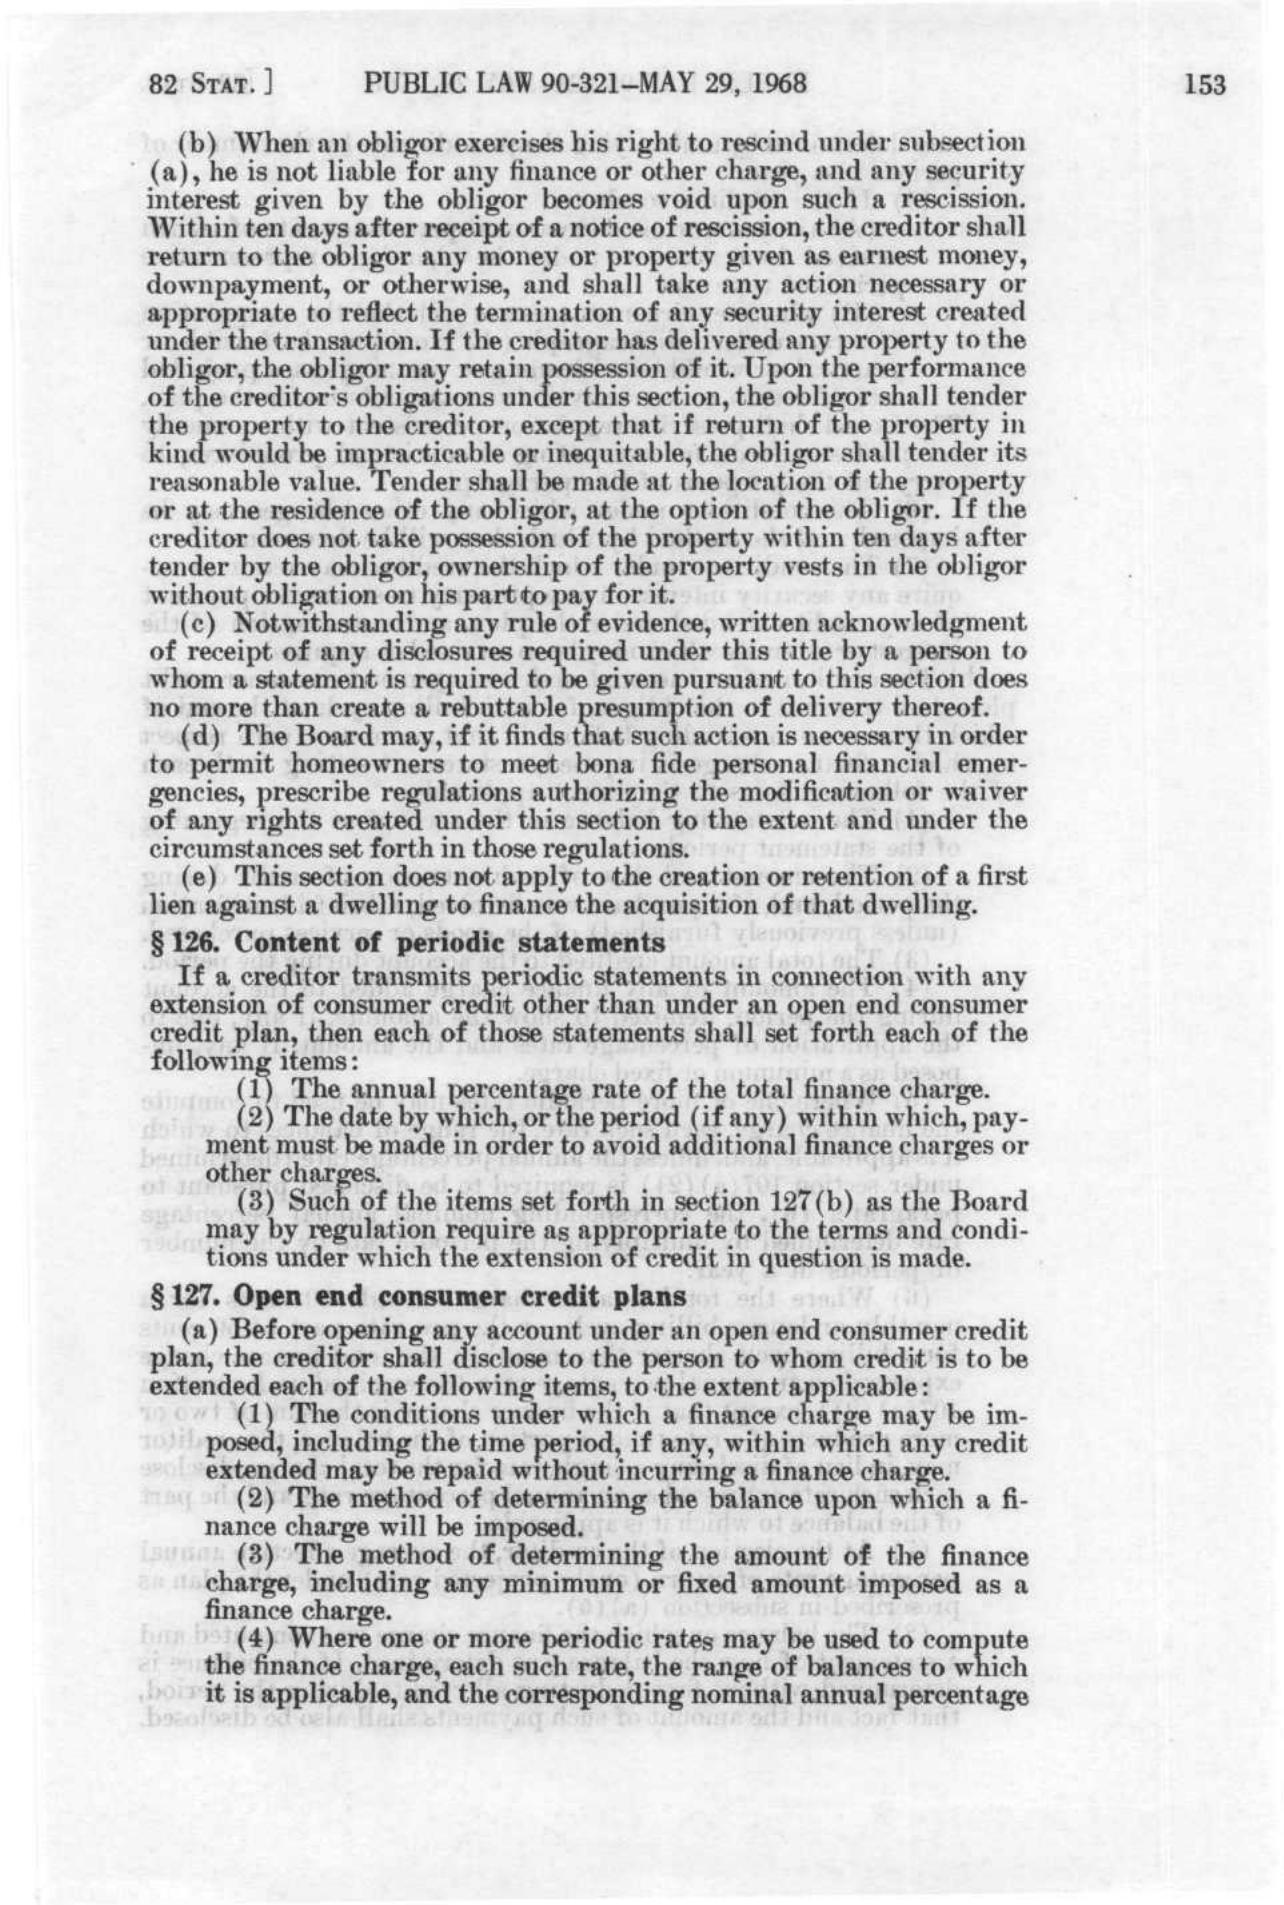 82 STAT. ] PUBLIC LAW 90-321–MAY 29, 1968 153
(b) When an obligor exercises his right to rescind under subsection
(a), he is not liable for any finance or other charge, and any security
interest given by the obligor becomes void upon such a rescission.
Within ten days after receipt of a notice of rescission, the creditor shall
return to the obligor any money or property given as earnest money,
downpayment, or otherwise, and shall take any action necessary or
appropriate to reflect the termination of any security interest created
under the transaction. If the creditor has delivered any property to the
obligor, the obligor may retain possession of it. Upon the performance
of the creditor's obligations under this section, the obligor shall tender
the property to the creditor, except that if return of the property in
kind would be impracticable or inequitable, the obligor shall tender its
reasonable value. Tender shall be made at the location of the property
or at the residence of the obligor, at the option of the obligor. If the
creditor does not take possession of the property within ten days after
tender by the obligor, ownership of the property vests in the obligor
without obligation on his part to pay for it.
(c) Notwithstanding any rule of evidence, written acknowledgment
of receipt of any disclosures required under this title by a person to
whom a statement is required to be given pursuant to this section does
no more than create a rebuttable presumption of delivery thereof.
(d) The Board may, if it finds that such action is necessary in order
to permit homeowners to meet bona fide personal financial emer-
gencies, prescribe regulations authorizing the modification or waiver
of any rights created under this section to the extent and under the
circumstances set forth in those regulations.
(e) This section does not apply to the creation or retention of a first
lien against a dwelling to finance the acquisition of that dwelling.
§ 126. Content of periodic statements
If a creditor transmits periodic statements in connection with any
extension of consumer credit other than under an open end consumer
credit plan, then each of those statements shall set forth each of the
following items:
(1) The annual percentage rate of the total finance charge.
(2) The date by which, or the period (if any) within which, pay-
ment must be made in order to avoid additional finance charges or
other charges.
(3) Such of the items set forth in section 127(b) as the Board
may by regulation require as appropriate to the terms and condi-
tions under which the extension of credit in question is made.
§ 127. Open end consumer credit plans
(a) Before opening any account under an open end consumer credit
plan, the creditor shall disclose to the person to whom credit is to be
extended each of the following items, to the extent applicable:
(1) The conditions under which a finance charge may be im-
posed, including the time period, if any, within which any credit
extended may be repaid without incurring a finance charge.
(2) The method of determining the balance upon which a fi-
nance charge will be imposed.
(3) The method of determining the amount of the finance
charge, including any minimum or fixed amount imposed as a
finance charge.
(4) Where one or more periodic rates may be used to compute
the finance charge, each such rate, the range of balances to which
it is applicable, and the corresponding nominal annual percentage